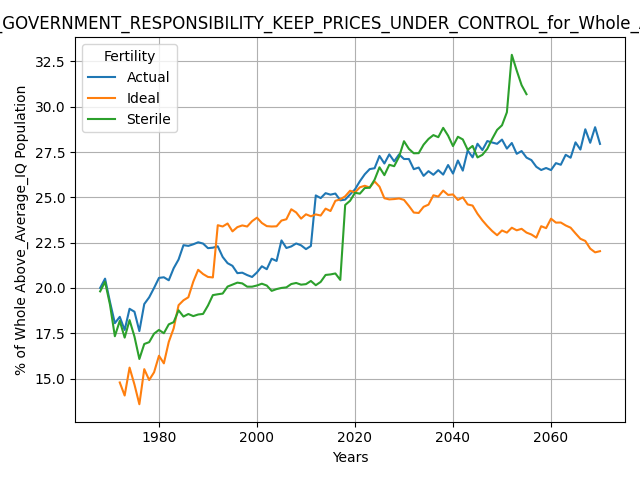 _GOVERNMENT_RESPONSIBILITY_KEEP_PRICES_UNDER_CONTROL_for_Whole_
Fertility
Actual
Ideal
Sterile
% of Whole Above_Average_IQ Population
32.5
30.0
27.5
25.0
22.5
20.0
17.5
15.0
1980
2000
2020
2040
2060
Years